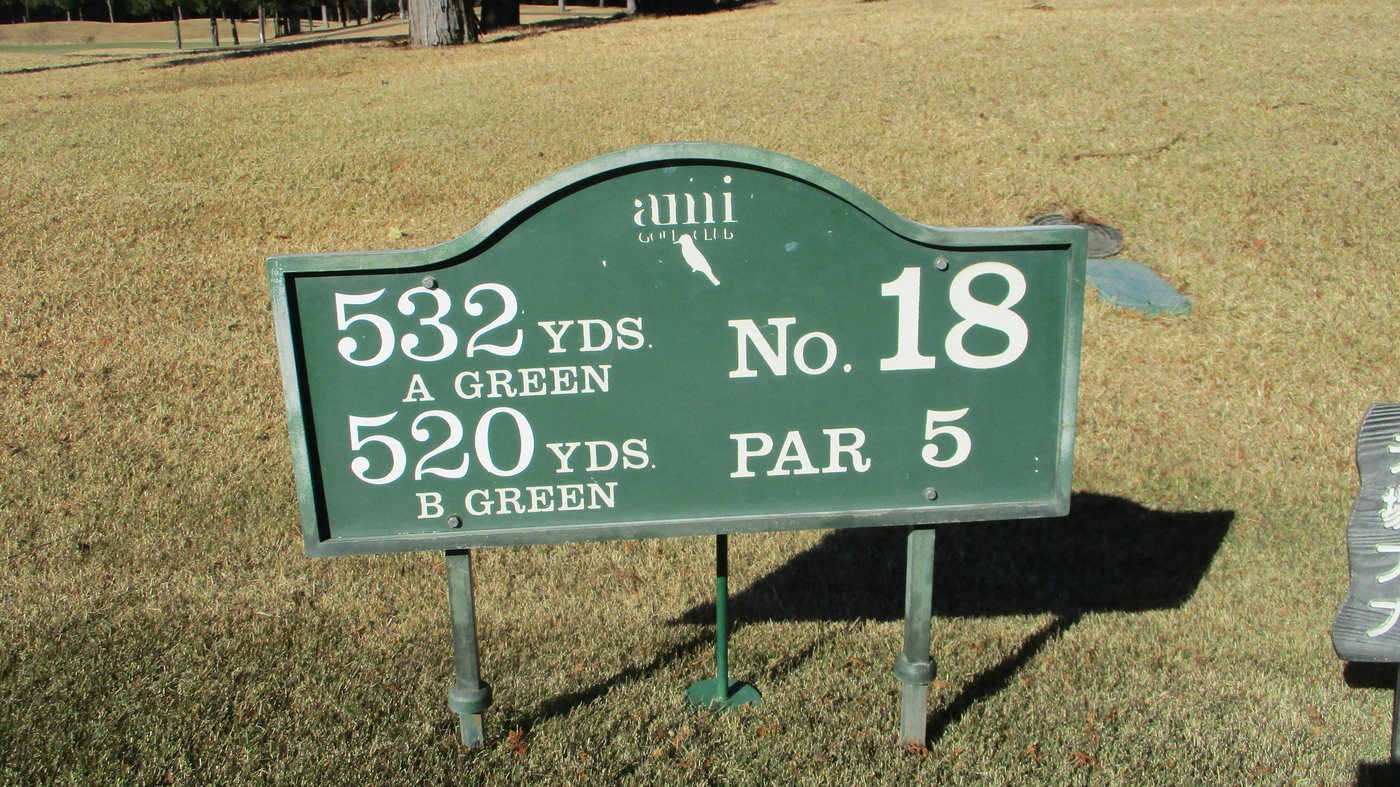 ami
GOLF CLUB
532 YDS.
A GREEN
520 YDS.
B GREEN
No. 18
PAR 5